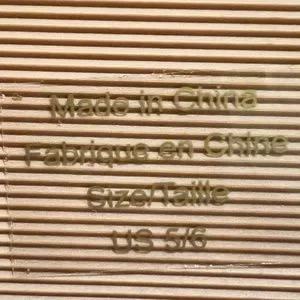 Made in China
Fabrique en Chine
Size/Taille
US 5/6